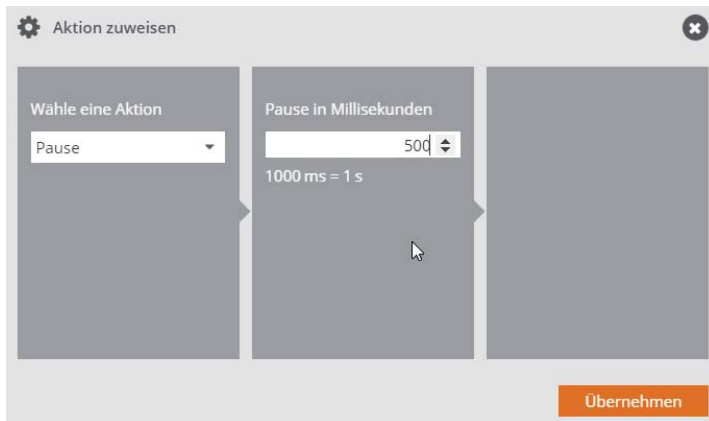 Aktion zuweisen
Wähle eine Aktion
Pause
Pause in Millisekunden
500
1000 ms = 1 s
Übernehmen